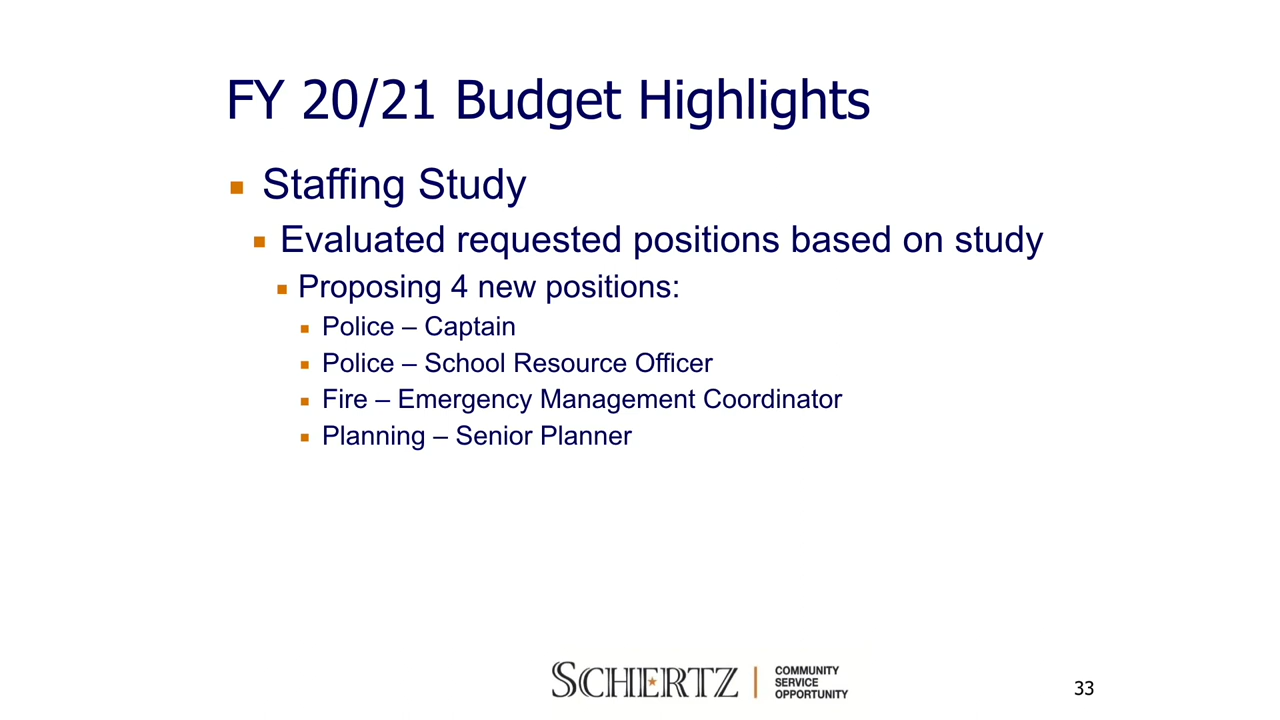 FY 20/21 Budget Highlights
Staffing Study
Evaluated requested positions based on study
Proposing 4 new positions:
Police – Captain
Police – School Resource Officer
Fire – Emergency Management Coordinator
Planning – Senior Planner
SCHERTZ
COMMUNITY
SERVICE
OPPORTUNITY
33